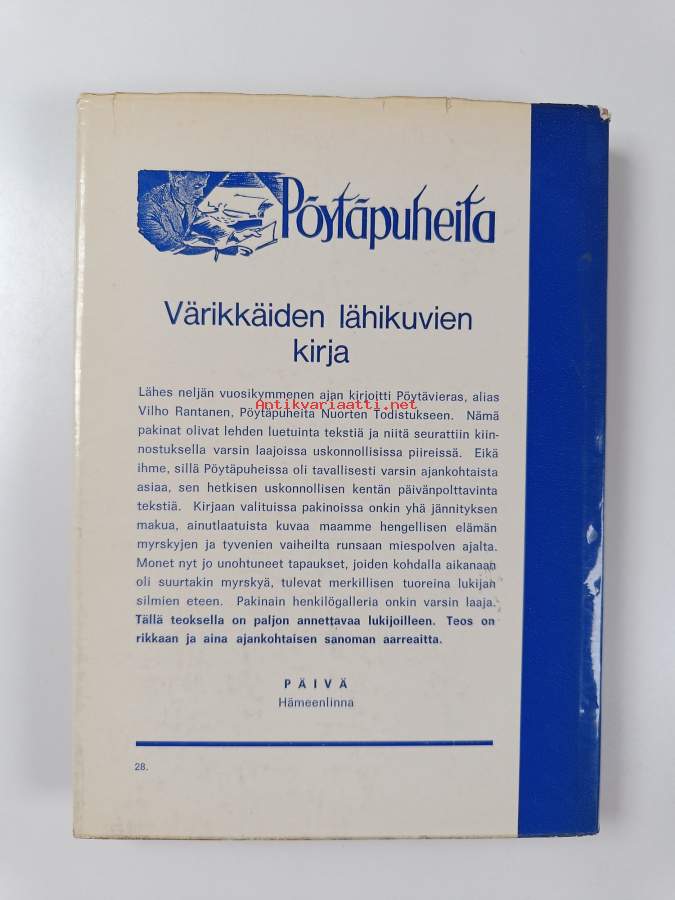 Pöytäpuheita
Värikkäiden lähikuvien
kirja
Lähes neljän vuosikymmenen ajan kirjoitti Pöytävieras, alias
Antikvariaatti.net
Vilho Rantanen, Pöytäpuheita Nuorten Todistukseen. Nämä
pakinat olivat lehden luetuinta tekstiä ja niitä seurattiin kiin-
nostuksella varsin laajoissa uskonnollisissa piireissä. Eikä
ihme, sillä Pöytäpuheissa oli tavallisesti varsin ajankohtaista
asiaa, sen hetkisen uskonnollisen kentän päivänpolttavinta
tekstiä. Kirjaan valituissa pakinoissa onkin yhä jännityksen
makua, ainutlaatuista kuvaa maamme hengellisen elämän
myrskyjen ja tyvenien vaiheilta runsaan miespolven ajalta.
Monet nyt jo unohtuneet tapaukset, joiden kohdalla aikanaan
oli suurtakin myrskyä, tulevat merkillisen tuoreina lukijan
silmien eteen. Pakinain henkilögalleria onkin varsin laaja.
Tällä teoksella on paljon annettavaa lukijoilleen. Teos on
rikkaan ja aina ajankohtaisen sanoman aarreaitta.
PÄIVÄ
Hämeenlinna
28.